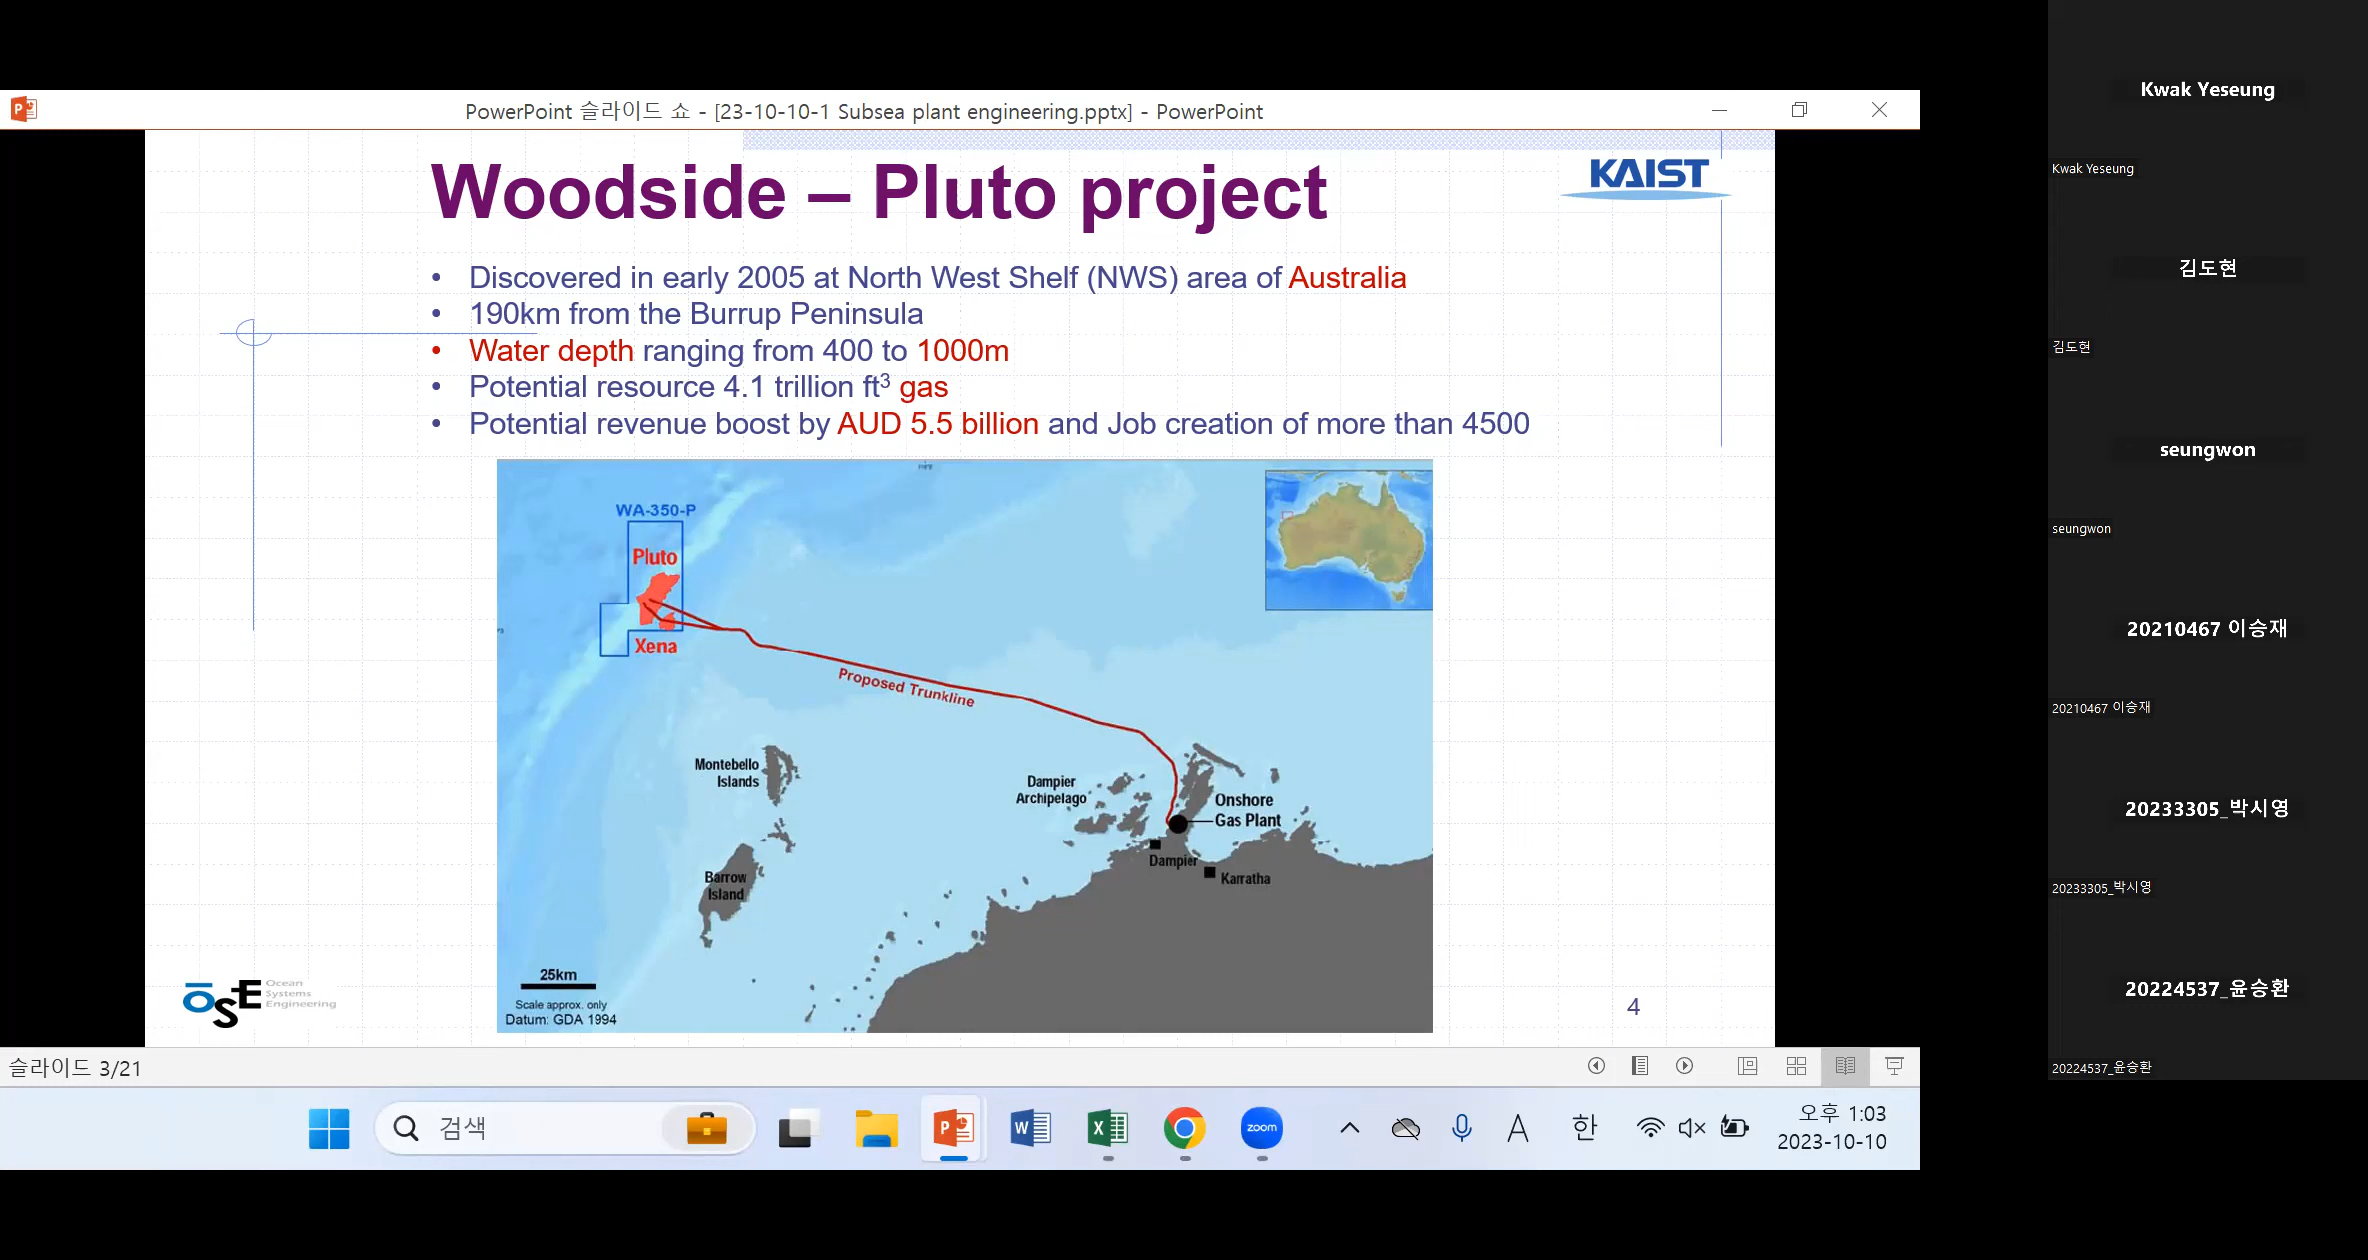 PowerPoint 슬라이드 쇼 - [23-10-10-1 Subsea plant engineering.pptx] - PowerPoint
Woodside – Pluto project
KAIST
• Discovered in early 2005 at North West Shelf (NWS) area of Australia
• 190km from the Burrup Peninsula
• Water depth ranging from 400 to 1000m
• Potential resource 4.1 trillion ft³ gas
• Potential revenue boost by AUD 5.5 billion and Job creation of more than 4500
WA-350-P
Pluto
Xena
Proposed Trunkline
Montebello
Islands
Dampier
Archipelago
Onshore
Gas Plant
Dampier
Karratha
Barrow
Island
25km
Scale approx. only
Datum: GDA 1994
OSE
Ocean
Systems
Engineering
4
슬라이드 3/21
검색
zoom
A
한
오후 1:03
2023-10-10
Kwak Yeseung
Kwak Yeseung
김도현
김도현
seungwon
seungwon
20210467 이승재
20210467 이승재
20233305_박시영
20233305_박시영
20224537_윤승환
20224537_윤승환